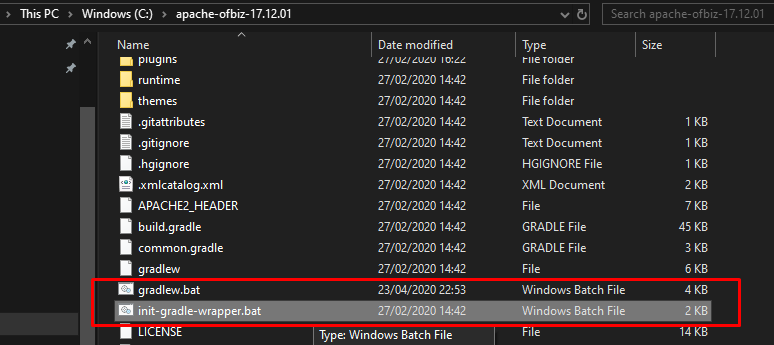 This PC > Windows (C:) > apache-ofbiz-17.12.01
Search apache-ofbiz-17.12.01
Name Date modified Type Size
plugins 27/02/2020 16:22 File folder
runtime 27/02/2020 14:42 File folder
themes 27/02/2020 14:42 File folder
.gitattributes 27/02/2020 14:42 Text Document 1 KB
.gitignore 27/02/2020 14:42 Text Document 1 KB
.hgignore 27/02/2020 14:42 HGIGNORE File 1 KB
.xmlcatalog.xml 27/02/2020 14:42 XML Document 2 KB
APACHE2_HEADER 27/02/2020 14:42 File 7 KB
build.gradle 27/02/2020 14:42 GRADLE File 45 KB
common.gradle 27/02/2020 14:42 GRADLE File 3 KB
gradlew 27/02/2020 14:42 File 6 KB
gradlew.bat 23/04/2020 22:53 Windows Batch File 4 KB
init-gradle-wrapper.bat 27/02/2020 14:42 Windows Batch File 2 KB
LICENSE File 14 KB
Type: Windows Batch File